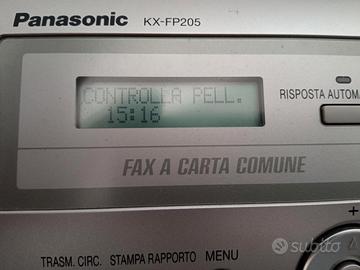 Panasonic KX-FP205
CONTROLLA PELL.
15:16
RISPOSTA AUTOMA
FAX A CARTA COMUNE
TRASM. CIRC. STAMPA RAPPORTO MENU
+
subito